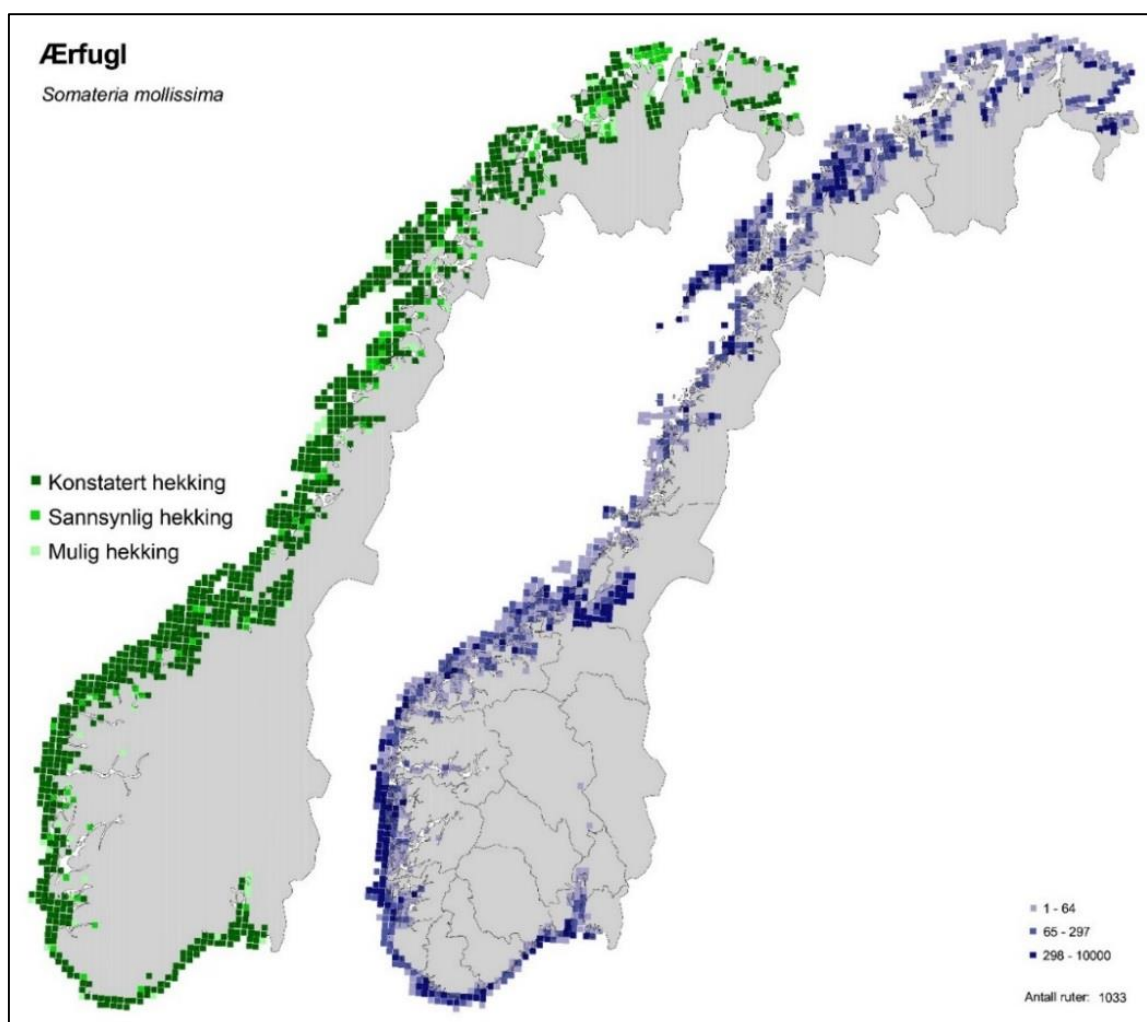 Ærfugl
Somateria mollissima
Konstatert hekking
Sannsynlig hekking
Mulig hekking
1 - 64
65 - 297
298 - 10000
Antall ruter: 1033